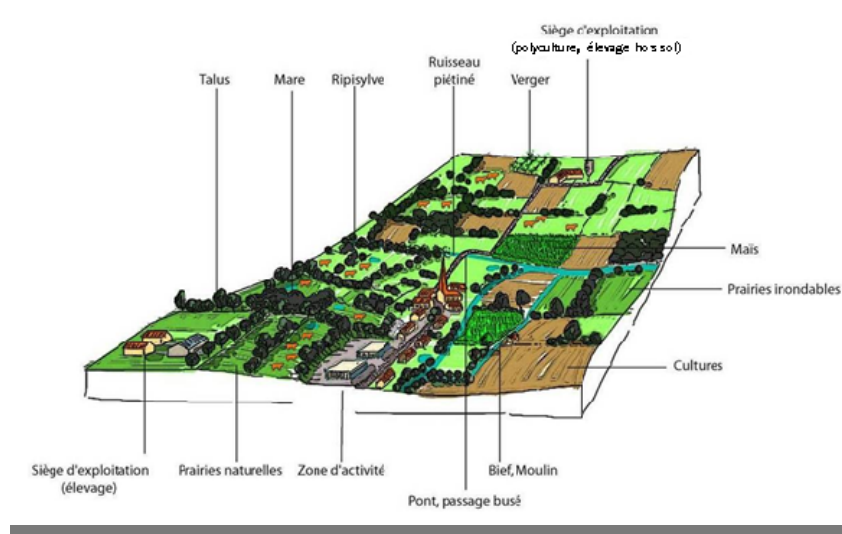 Siège d'exploitation
(polyculture, élevage hors sol)
Ruisseau
piétiné
Talus
Mare
Ripisylve
Verger
Maïs
Prairies inondables
Cultures
Siège d'exploitation
(élevage)
Prairies naturelles
Zone d'activité
Bief, Moulin
Pont, passage busé